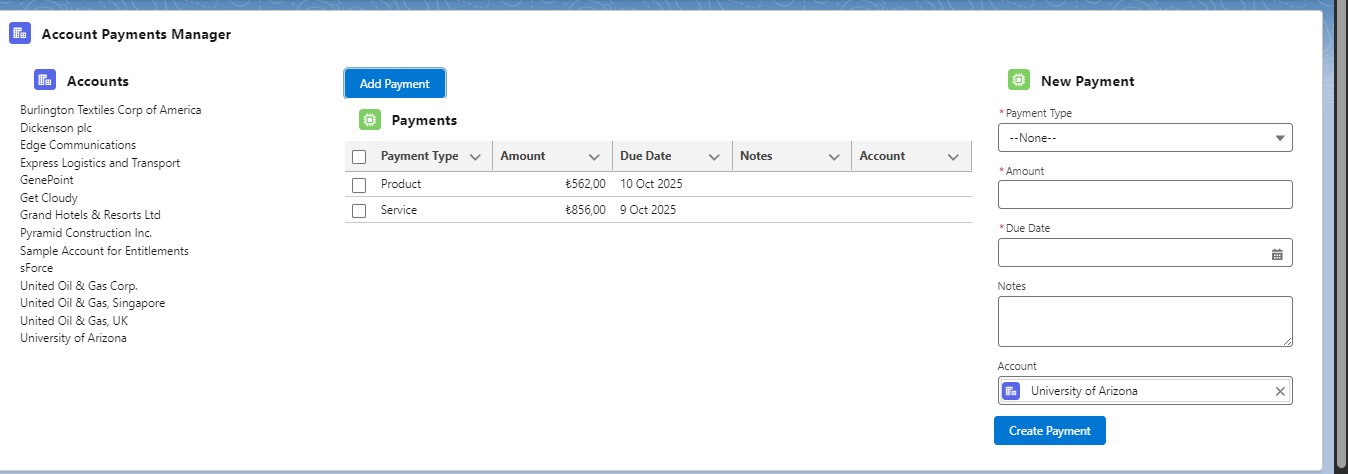 Account Payments Manager
Accounts
Burlington Textiles Corp of America
Dickenson plc
Edge Communications
Express Logistics and Transport
GenePoint
Get Cloudy
Grand Hotels & Resorts Ltd
Pyramid Construction Inc.
Sample Account for Entitlements
sForce
United Oil & Gas Corp.
United Oil & Gas, Singapore
United Oil & Gas, UK
University of Arizona
Add Payment
Payments
Payment Type Amount Due Date Notes Account
Product ₺562,00 10 Oct 2025
Service ₺856,00 9 Oct 2025
New Payment
*Payment Type
--None--
*Amount
*Due Date
Notes
Account
University of Arizona
Create Payment